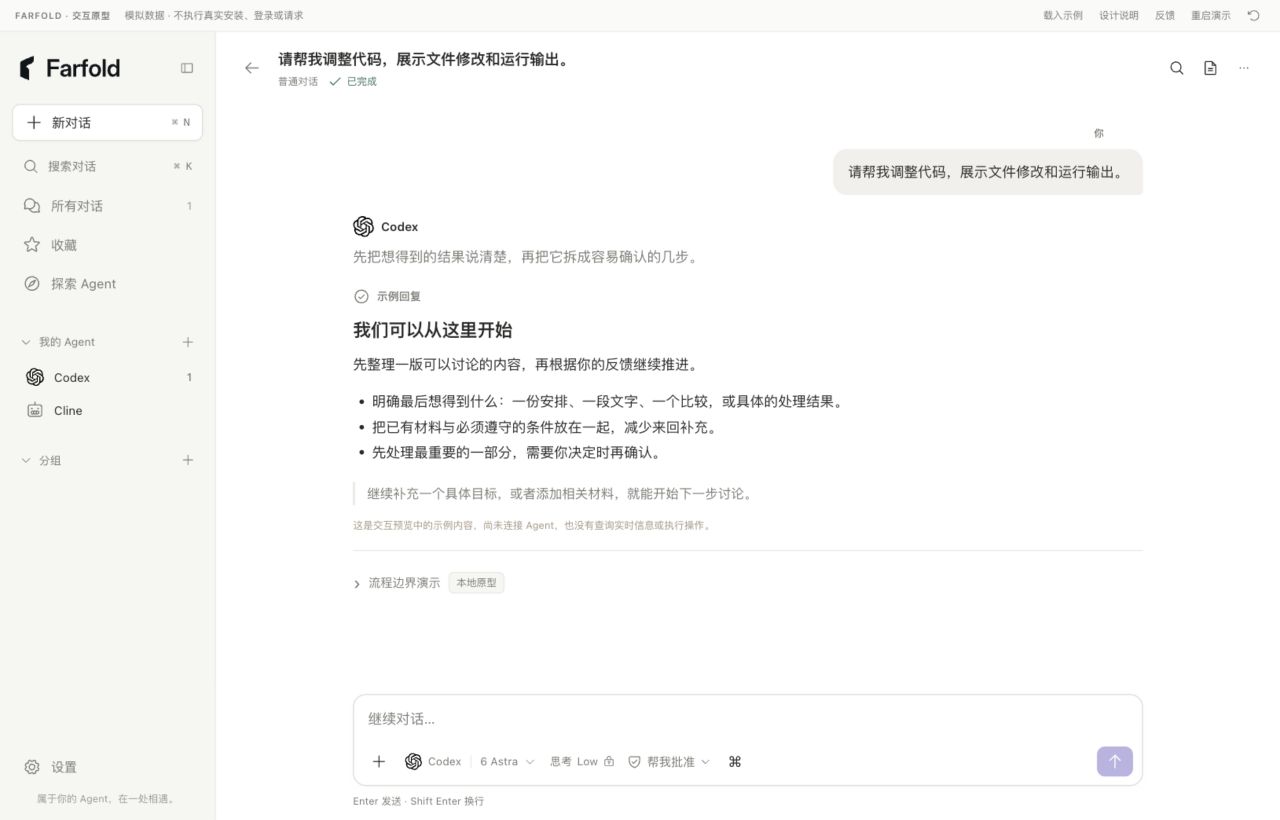 FARFOLD · 交互原型 模拟数据 · 不执行真实安装、登录或请求 载入示例 设计说明 反馈 重启演示
Farfold
新对话 ⌘ N
搜索对话 ⌘ K
所有对话 1
收藏
探索 Agent
我的 Agent
Codex 1
Cline
分组
设置
属于你的 Agent，在一处相遇。
请帮我调整代码，展示文件修改和运行输出。
普通对话 已完成
你
请帮我调整代码，展示文件修改和运行输出。
Codex
先把想得到的结果说清楚，再把它拆成容易确认的几步。
示例回复
我们可以从这里开始
先整理一版可以讨论的内容，再根据你的反馈继续推进。
• 明确最后想得到什么：一份安排、一段文字、一个比较，或具体的处理结果。
• 把已有材料与必须遵守的条件放在一起，减少来回补充。
• 先处理最重要的一部分，需要你决定时再确认。
继续补充一个具体目标，或者添加相关材料，就能开始下一步讨论。
这是交互预览中的示例内容，尚未连接 Agent，也没有查询实时信息或执行操作。
流程边界演示 本地原型
继续对话...
Codex 6 Astra 思考 Low 帮我批准 ⌘
Enter 发送 · Shift Enter 换行